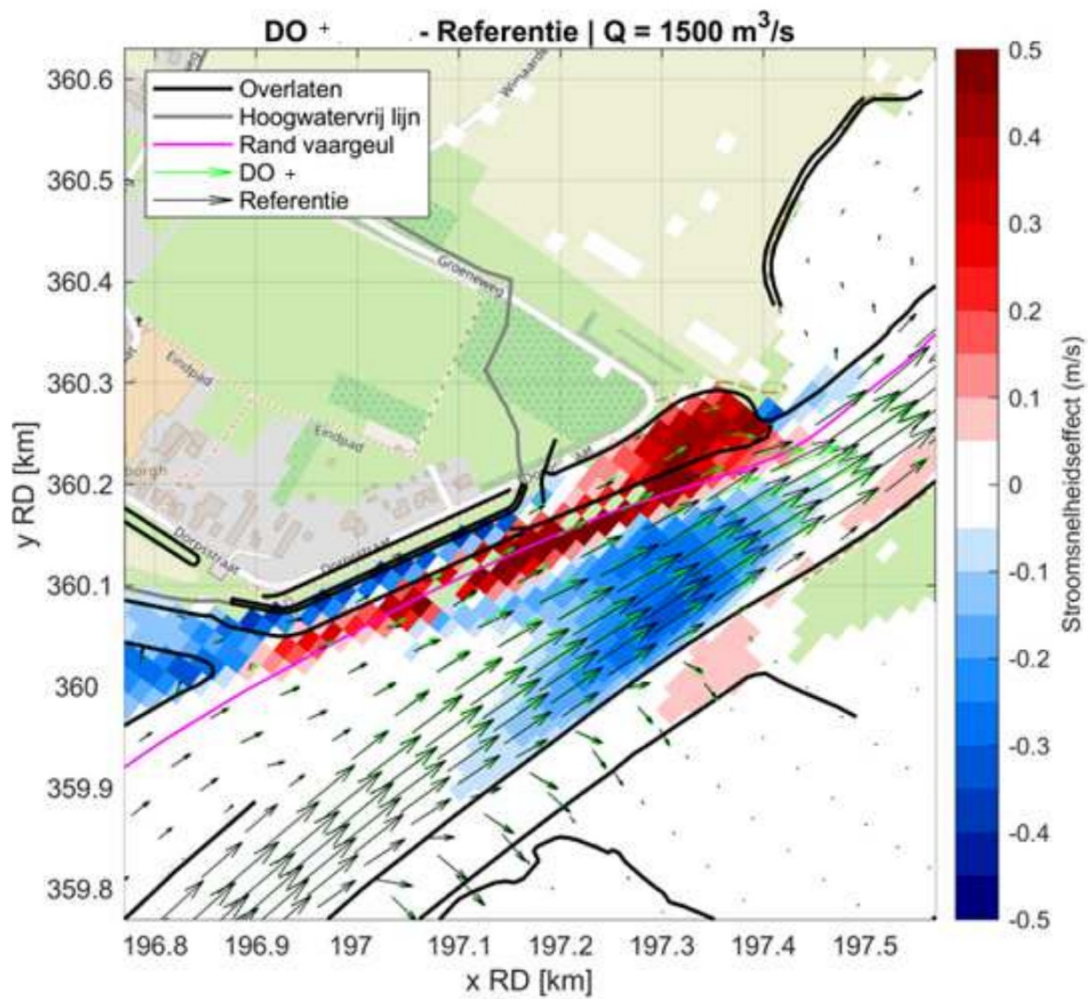 DO + - Referentie | Q = 1500 m³/s
Overlaten
Hoogwatervrij lijn
Rand vaargeul
DO +
Referentie
Groeneweg
Eindpad
Eindpad
borgh
Dorpsstraat
Dorpsstraat
360.6
360.5
360.4
360.3
360.2
360.1
360
359.9
359.8
y RD [km]
196.8 196.9 197 197.1 197.2 197.3 197.4 197.5
x RD [km]
0.5
0.4
0.3
0.2
0.1
0
-0.1
-0.2
-0.3
-0.4
-0.5
Stroomsnelheidseffect (m/s)